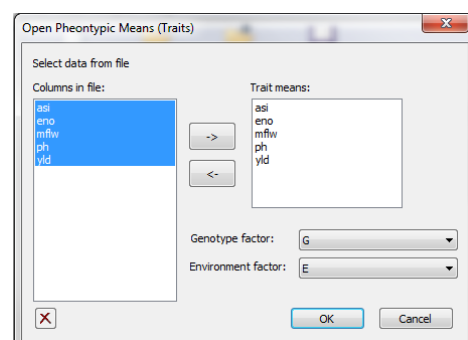 Open Pheontypic Means (Traits)
Select data from file
Columns in file:
Trait means:
asi
eno
mflw
ph
yld
->
<-
asi
eno
mflw
ph
yld
Genotype factor: G
Environment factor: E
OK Cancel